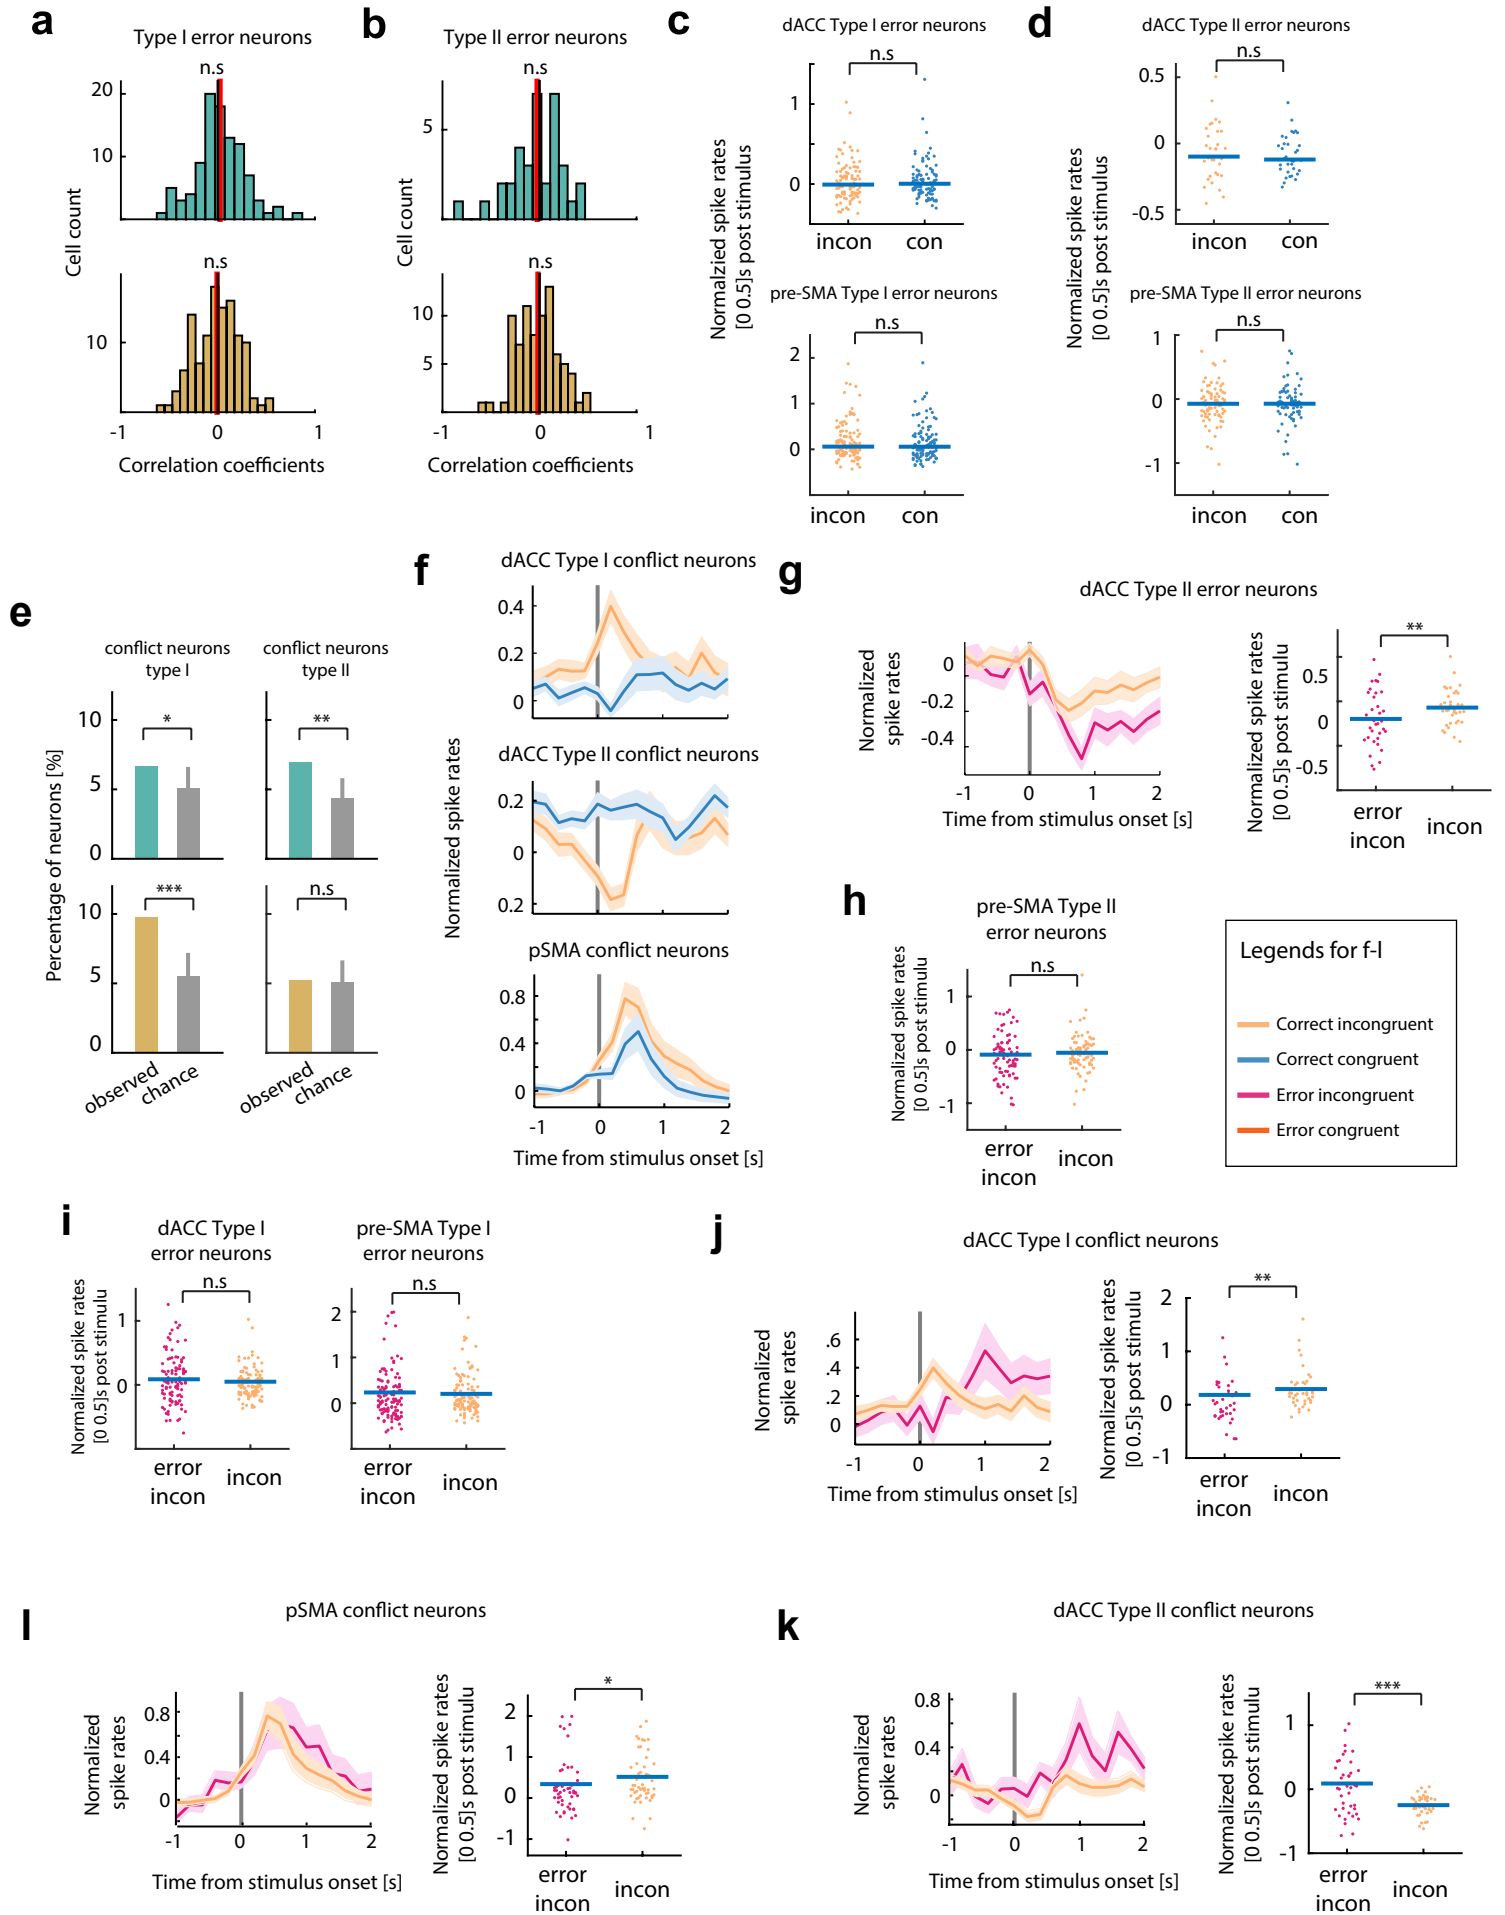 a
Type I error neurons
n.s
20
10
Cell count
n.s
10
-1
0
1
Correlation coefficients
b
Type II error neurons
n.s
5
Cell count
n.s
10
5
-1
0
1
Correlation coefficients
c
dACC Type I error neurons
n.s
1
0
incon
con
Normalzied spike rates
[0 0.5]s post stimulus
pre-SMA Type I error neurons
n.s
2
1
0
incon
con
d
dACC Type II error neurons
n.s
0.5
0
-0.5
incon
con
Normalized spike rates
[0 0.5]s post stimulus
pre-SMA Type II error neurons
n.s
1
0
-1
incon
con
e
conflict neurons
type I
conflict neurons
type II
10
5
0
*
**
Percentage of neurons [%]
10
5
0
***
n.s
observed
chance
observed
chance
f
dACC Type I conflict neurons
0.4
0.2
0
dACC Type II conflict neurons
0.2
0
0.2
Normalized spike rates
pSMA conflict neurons
0.8
0.4
0
-1
0
1
2
Time from stimulus onset [s]
g
dACC Type II error neurons
Normalized
spike rates
0
-0.2
-0.4
-1
0
1
2
Time from stimulus onset [s]
Normalized spike rates
[0 0.5]s post stimulu
**
0.5
0
-0.5
error
incon
incon
h
pre-SMA Type II
error neurons
n.s
Normalized spike rates
[0 0.5]s post stimulu
1
0
-1
error
incon
incon
Legends for f-l
Correct incongruent
Correct congruent
Error incongruent
Error congruent
i
dACC Type I
error neurons
n.s
Normalized spike rates
[0 0.5]s post stimulu
1
0
error
incon
incon
pre-SMA Type I
error neurons
n.s
2
1
0
error
incon
incon
j
dACC Type I conflict neurons
Normalized
spike rates
.6
.4
.2
0
-1
0
1
2
Time from stimulus onset [s]
Normalized spike rates
[0 0.5]s post stimulu
**
2
1
0
-1
error
incon
incon
l
pSMA conflict neurons
Normalized
spike rates
0.8
0.4
0
-1
0
1
2
Time from stimulus onset [s]
Normalized spike rates
[0 0.5]s post stimulu
*
2
1
0
-1
error
incon
incon
k
dACC Type II conflict neurons
Normalized
spike rates
0.8
0.4
0
-1
0
1
2
Time from stimulus onset [s]
Normalized spike rates
[0 0.5]s post stimulu
***
1
0
-1
error
incon
incon